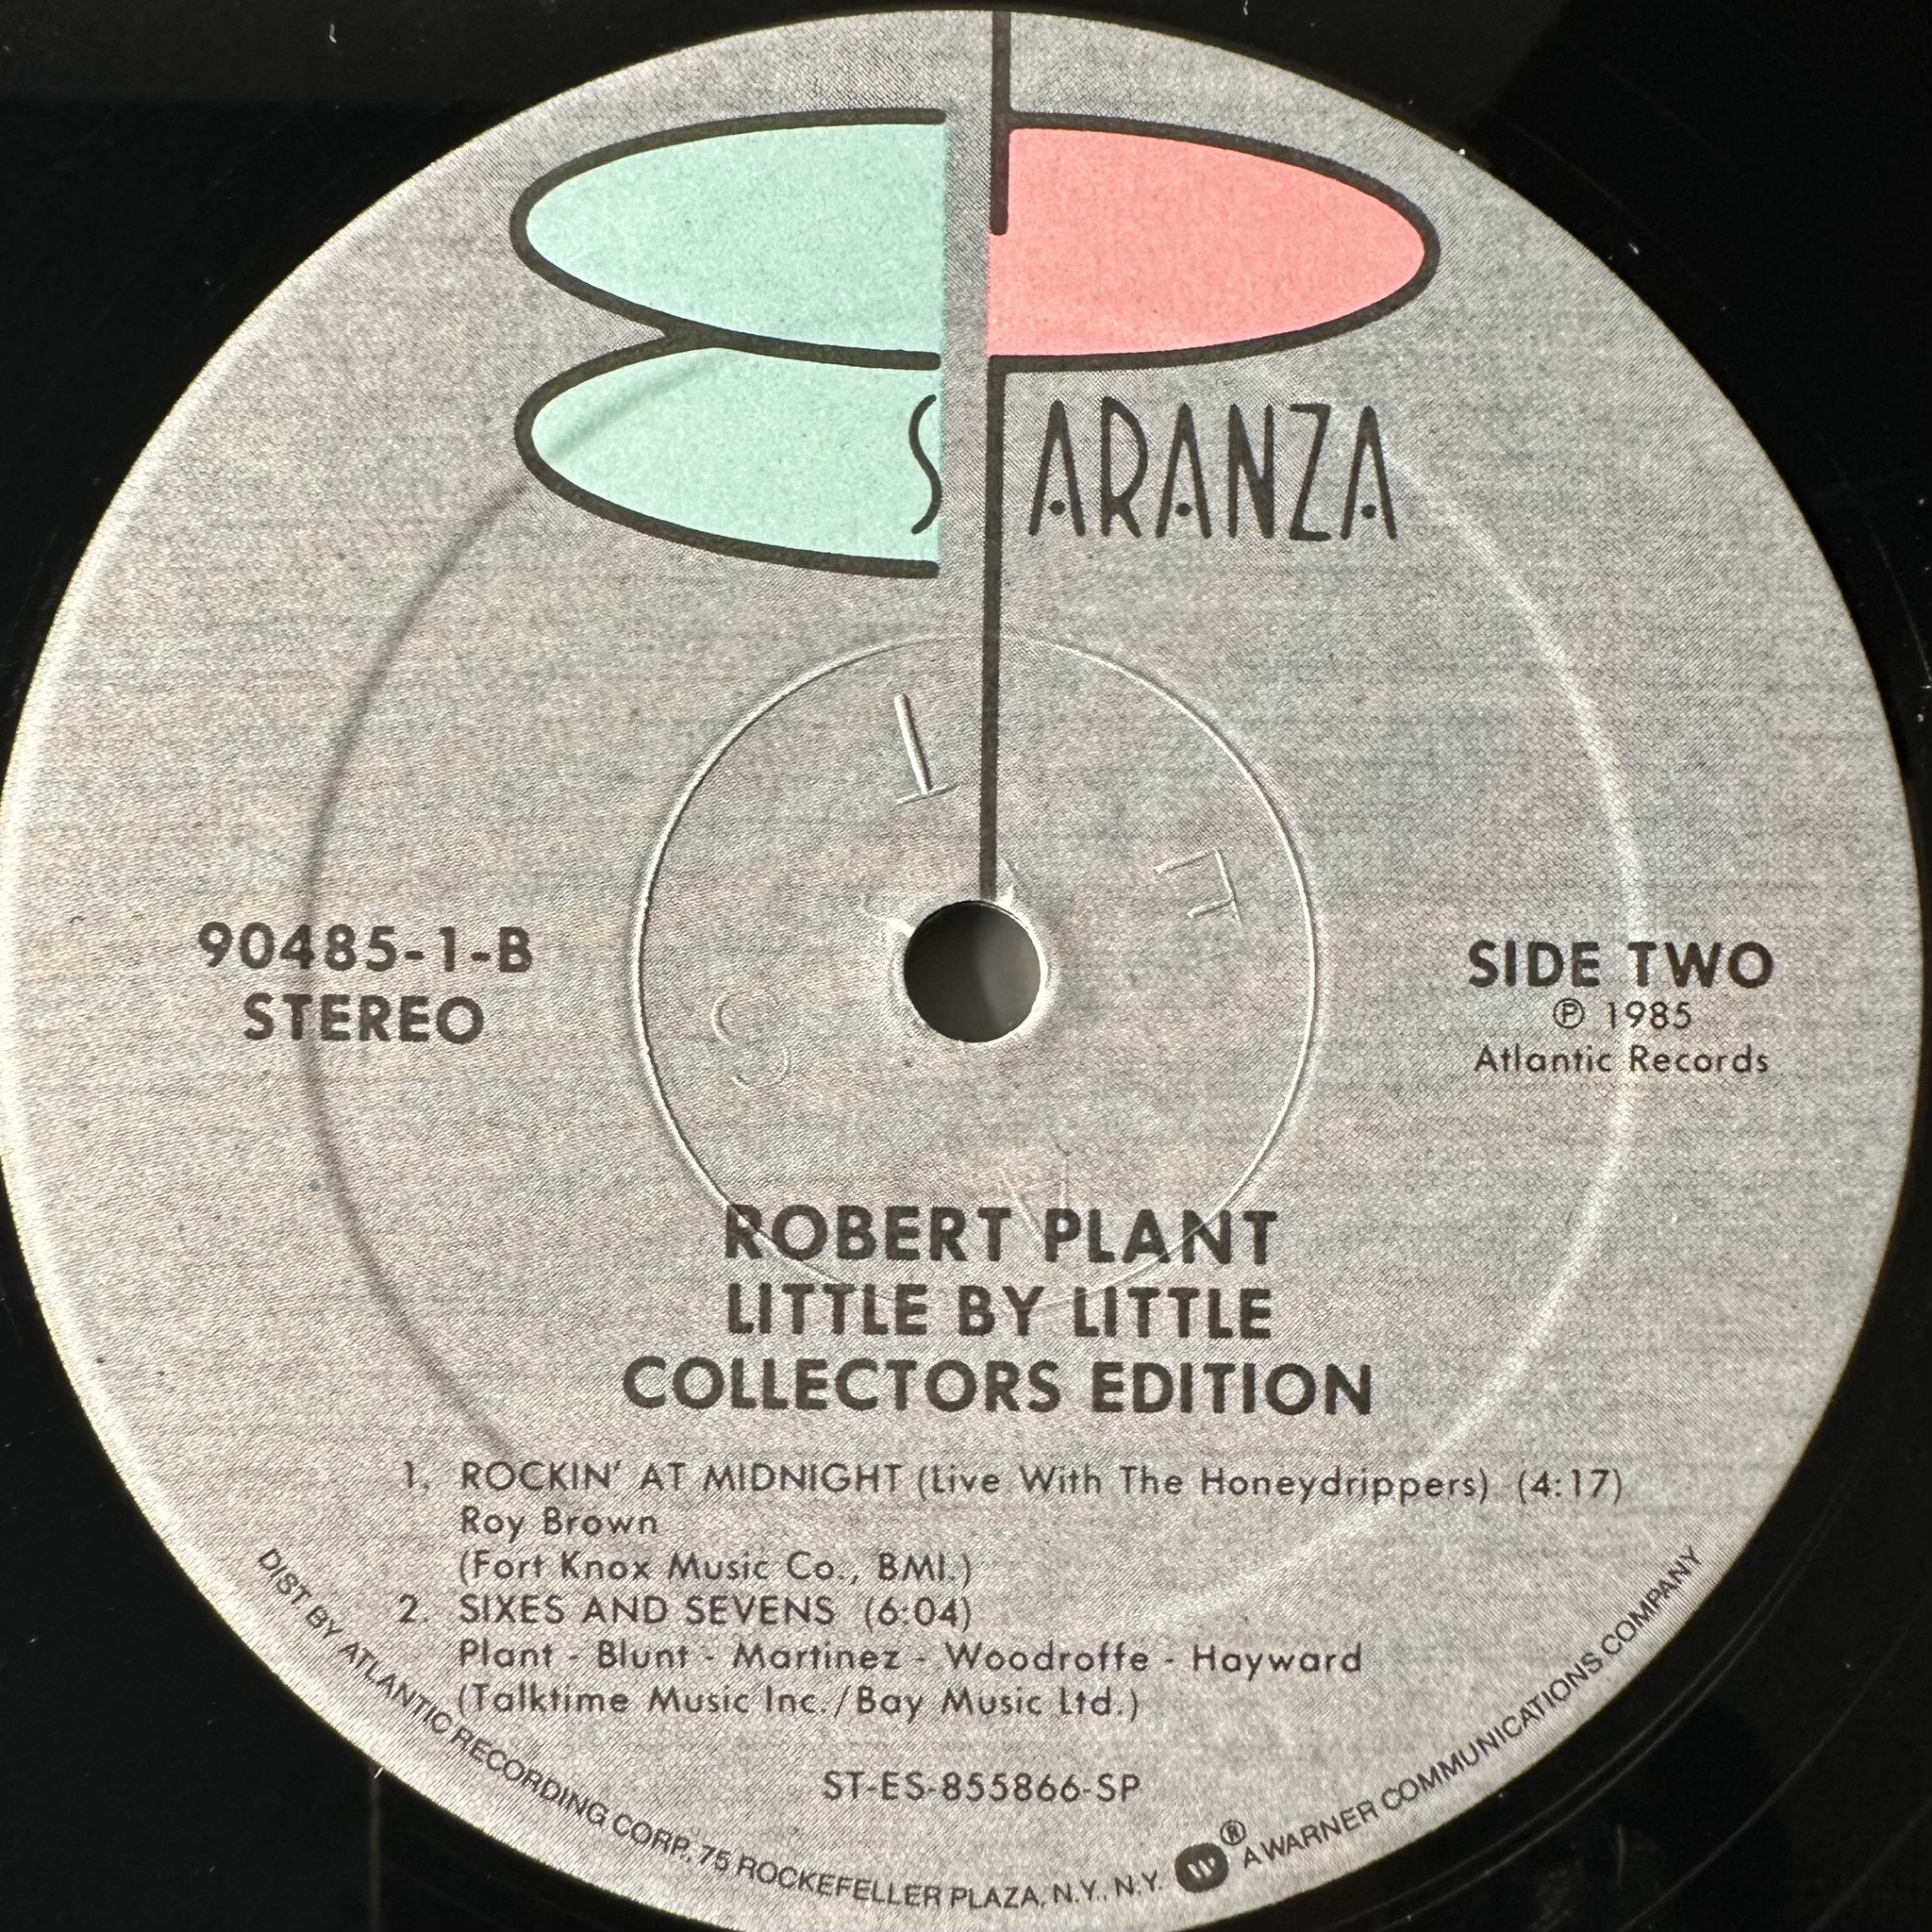 ESPARANZA
90485-1-B
STEREO
SIDE TWO
℗ 1985
Atlantic Records
ROBERT PLANT
LITTLE BY LITTLE
COLLECTORS EDITION
1. ROCKIN' AT MIDNIGHT (Live With The Honeydrippers) (4:17)
Roy Brown
(Fort Knox Music Co., BMI.)
2. SIXES AND SEVENS (6:04)
Plant - Blunt - Martinez - Woodroffe - Hayward
(Talktime Music Inc./Bay Music Ltd.)
ST-ES-855866-SP
DIST BY ATLANTIC RECORDING CORP., 75 ROCKEFELLER PLAZA, N.Y., N.Y. W® A WARNER COMMUNICATIONS COMPANY